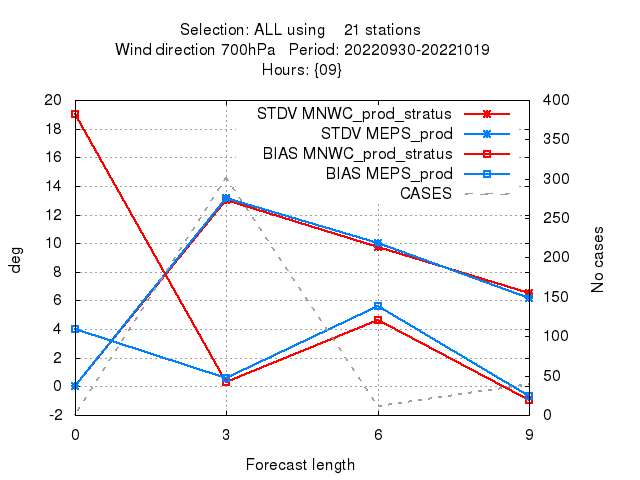 Selection: ALL using    21 stations
Wind direction 700hPa   Period: 20220930-20221019
Hours: {09}
20 400
STDV MNWC_prod_stratus
18 350
STDV MEPS_prod
16
BIAS MNWC_prod_stratus
14 300
BIAS MEPS_prod
CASES
12 250
10 200
8
6 150
4 100
2
0 50
-2 0
deg
No cases
0 3 6 9
Forecast length